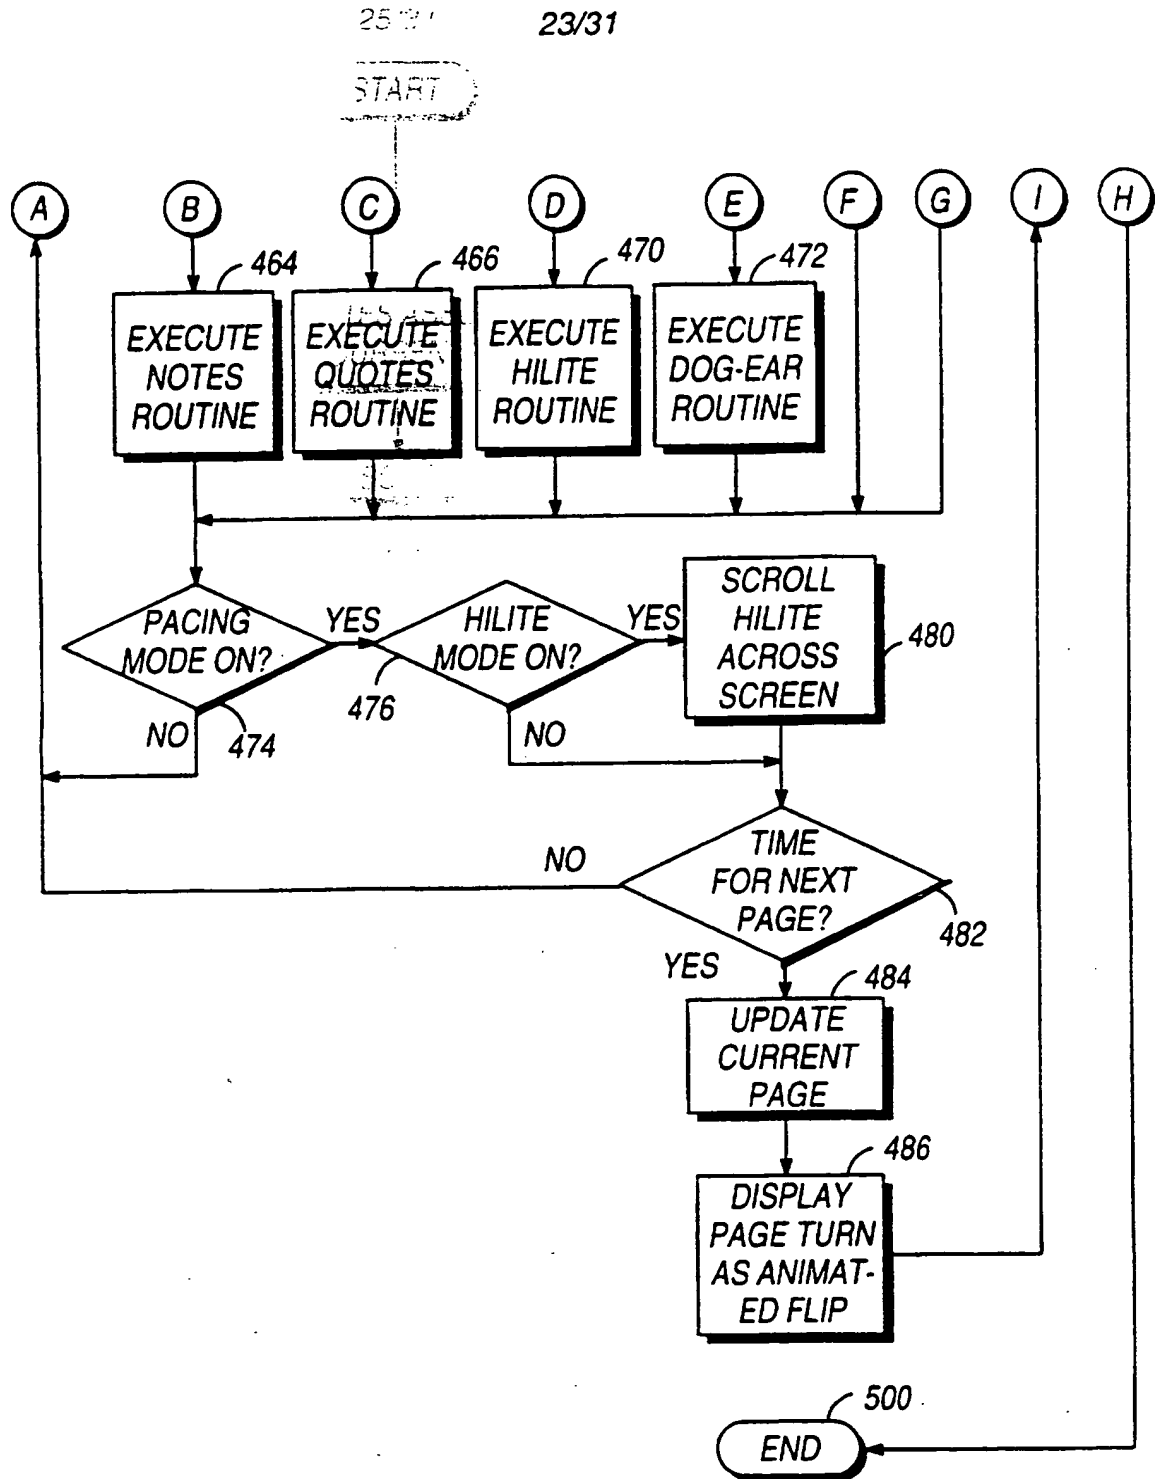 23/31
START
A
B
C
D
E
F
G
I
H
464
466
470
472
EXECUTE
NOTES
ROUTINE
EXECUTE
QUOTES
ROUTINE
EXECUTE
HILITE
ROUTINE
EXECUTE
DOG-EAR
ROUTINE
PACING
MODE ON?
YES
474
NO
HILITE
MODE ON?
YES
476
NO
SCROLL
HILITE
ACROSS
SCREEN
480
TIME
FOR NEXT
PAGE?
NO
482
YES
484
UPDATE
CURRENT
PAGE
486
DISPLAY
PAGE TURN
AS ANIMAT-
ED FLIP
500
END